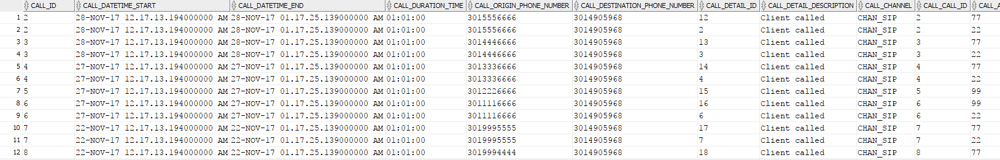 CALL_ID CALL_DATETIME_START CALL_DATETIME_END CALL_DURATION_TIME CALL_ORIGIN_PHONE_NUMBER CALL_DESTINATION_PHONE_NUMBER CALL_DETAIL_ID CALL_DETAIL_DESCRIPTION CALL_CHANNEL CALL_CALL_ID CALL_A
1 2 28-NOV-17 12.17.13.194000000 AM 28-NOV-17 01.17.25.139000000 AM 01:01:00 3015556666 3014905968 12 Client called CHAN_SIP 2 77
2 2 28-NOV-17 12.17.13.194000000 AM 28-NOV-17 01.17.25.139000000 AM 01:01:00 3015556666 3014905968 2 Client called CHAN_SIP 2 22
3 3 28-NOV-17 12.17.13.194000000 AM 28-NOV-17 01.17.25.139000000 AM 01:01:00 3014446666 3014905968 13 Client called CHAN_SIP 3 77
4 3 28-NOV-17 12.17.13.194000000 AM 28-NOV-17 01.17.25.139000000 AM 01:01:00 3014446666 3014905968 3 Client called CHAN_SIP 3 22
5 4 27-NOV-17 12.17.13.194000000 AM 27-NOV-17 01.17.25.139000000 AM 01:01:00 3013336666 3014905968 14 Client called CHAN_SIP 4 77
6 4 27-NOV-17 12.17.13.194000000 AM 27-NOV-17 01.17.25.139000000 AM 01:01:00 3013336666 3014905968 4 Client called CHAN_SIP 4 22
7 5 27-NOV-17 12.17.13.194000000 AM 27-NOV-17 01.17.25.139000000 AM 01:01:00 3012226666 3014905968 15 Client called CHAN_SIP 5 99
8 6 27-NOV-17 12.17.13.194000000 AM 27-NOV-17 01.17.25.139000000 AM 01:01:00 3011116666 3014905968 16 Client called CHAN_SIP 6 99
9 6 27-NOV-17 12.17.13.194000000 AM 27-NOV-17 01.17.25.139000000 AM 01:01:00 3011116666 3014905968 6 Client called CHAN_SIP 6 22
10 7 22-NOV-17 12.17.13.194000000 AM 22-NOV-17 01.17.25.139000000 AM 01:01:00 3019995555 3014905968 17 Client called CHAN_SIP 7 77
11 7 22-NOV-17 12.17.13.194000000 AM 22-NOV-17 01.17.25.139000000 AM 01:01:00 3019995555 3014905968 7 Client called CHAN_SIP 7 22
12 8 22-NOV-17 12.17.13.194000000 AM 22-NOV-17 01.17.25.139000000 AM 01:01:00 3019994444 3014905968 18 Client called CHAN_SIP 8 77